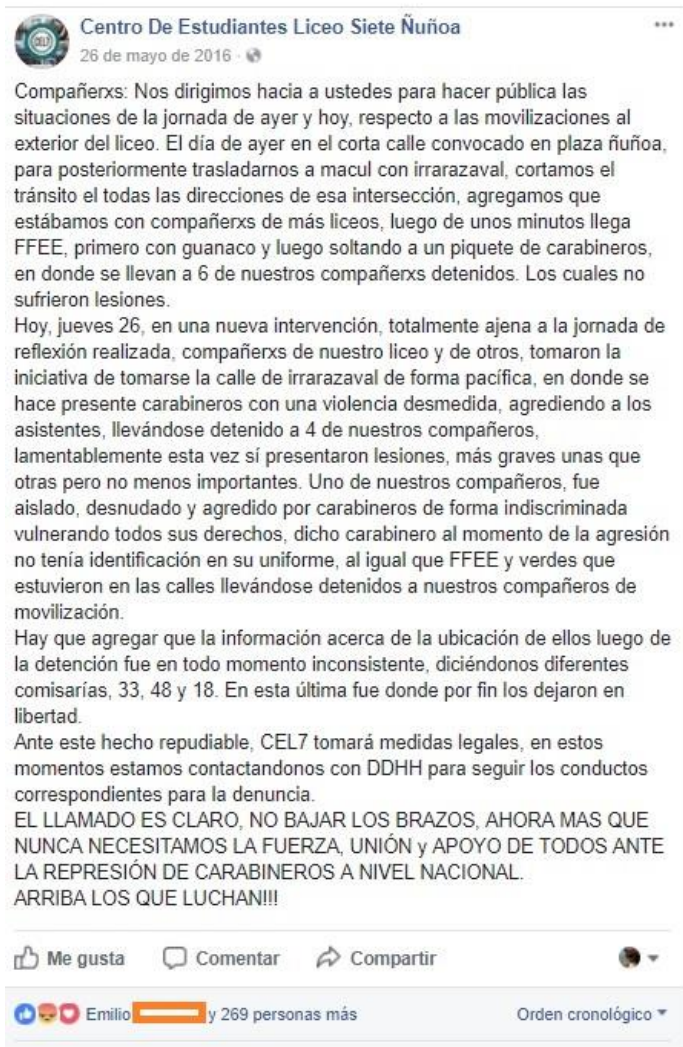 CEL7
Centro De Estudiantes Liceo Siete Ñuñoa
26 de mayo de 2016 ·
Compañerxs: Nos dirigimos hacia a ustedes para hacer pública las
situaciones de la jornada de ayer y hoy, respecto a las movilizaciones al
exterior del liceo. El día de ayer en el corta calle convocado en plaza ñuñoa,
para posteriormente trasladarnos a macul con irrarazaval, cortamos el
tránsito el todas las direcciones de esa intersección, agregamos que
estábamos con compañerxs de más liceos, luego de unos minutos llega
FFEE, primero con guanaco y luego soltando a un piquete de carabineros,
en donde se llevan a 6 de nuestros compañerxs detenidos. Los cuales no
sufrieron lesiones.
Hoy, jueves 26, en una nueva intervención, totalmente ajena a la jornada de
reflexión realizada, compañerxs de nuestro liceo y de otros, tomaron la
iniciativa de tomarse la calle de irrarazaval de forma pacífica, en donde se
hace presente carabineros con una violencia desmedida, agrediendo a los
asistentes, llevándose detenido a 4 de nuestros compañeros,
lamentablemente esta vez sí presentaron lesiones, más graves unas que
otras pero no menos importantes. Uno de nuestros compañeros, fue
aislado, desnudado y agredido por carabineros de forma indiscriminada
vulnerando todos sus derechos, dicho carabinero al momento de la agresión
no tenía identificación en su uniforme, al igual que FFEE y verdes que
estuvieron en las calles llevándose detenidos a nuestros compañeros de
movilización.
Hay que agregar que la información acerca de la ubicación de ellos luego de
la detención fue en todo momento inconsistente, diciéndonos diferentes
comisarías, 33, 48 y 18. En esta última fue donde por fin los dejaron en
libertad.
Ante este hecho repudiable, CEL7 tomará medidas legales, en estos
momentos estamos contactandonos con DDHH para seguir los conductos
correspondientes para la denuncia.
EL LLAMADO ES CLARO, NO BAJAR LOS BRAZOS, AHORA MAS QUE
NUNCA NECESITAMOS LA FUERZA, UNIÓN y APOYO DE TODOS ANTE
LA REPRESIÓN DE CARABINEROS A NIVEL NACIONAL.
ARRIBA LOS QUE LUCHAN!!!
Me gusta Comentar Compartir
Emilio y 269 personas más Orden cronológico